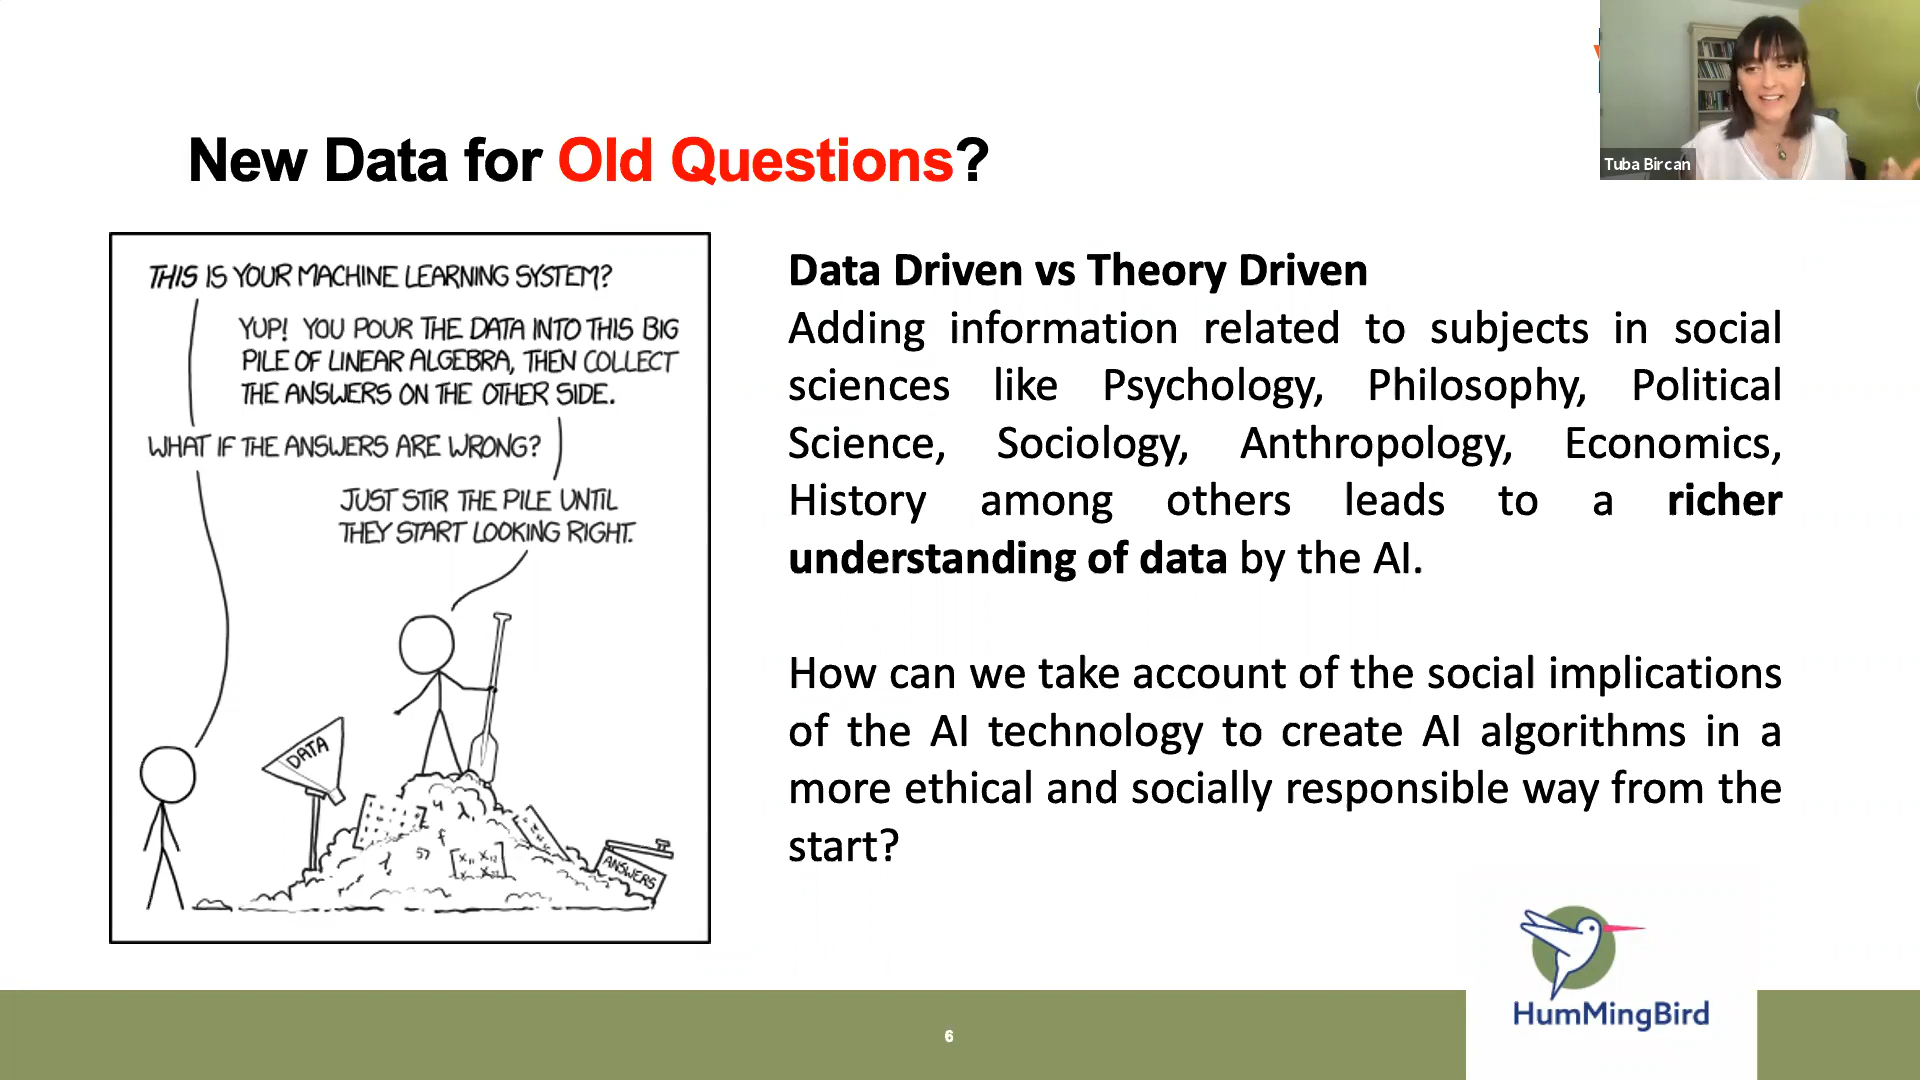 New Data for Old Questions?
Tuba Bircan
THIS IS YOUR MACHINE LEARNING SYSTEM?
YUP! YOU POUR THE DATA INTO THIS BIG
PILE OF LINEAR ALGEBRA, THEN COLLECT
THE ANSWERS ON THE OTHER SIDE.
WHAT IF THE ANSWERS ARE WRONG?
JUST STIR THE PILE UNTIL
THEY START LOOKING RIGHT.
DATA
ANSWERS
Data Driven vs Theory Driven
Adding information related to subjects in social
sciences like Psychology, Philosophy, Political
Science, Sociology, Anthropology, Economics,
History among others leads to a richer
understanding of data by the AI.
How can we take account of the social implications
of the AI technology to create AI algorithms in a
more ethical and socially responsible way from the
start?
HumMingBird
6